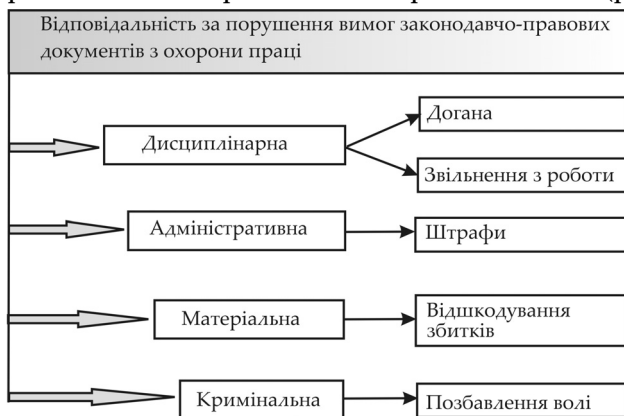 Відповідальність за порушення вимог законодавчо-правових
документів з охорони праці
Дисциплінарна
Догана
Звільнення з роботи
Адміністративна
Штрафи
Матеріальна
Відшкодування
збитків
Кримінальна
Позбавлення волі